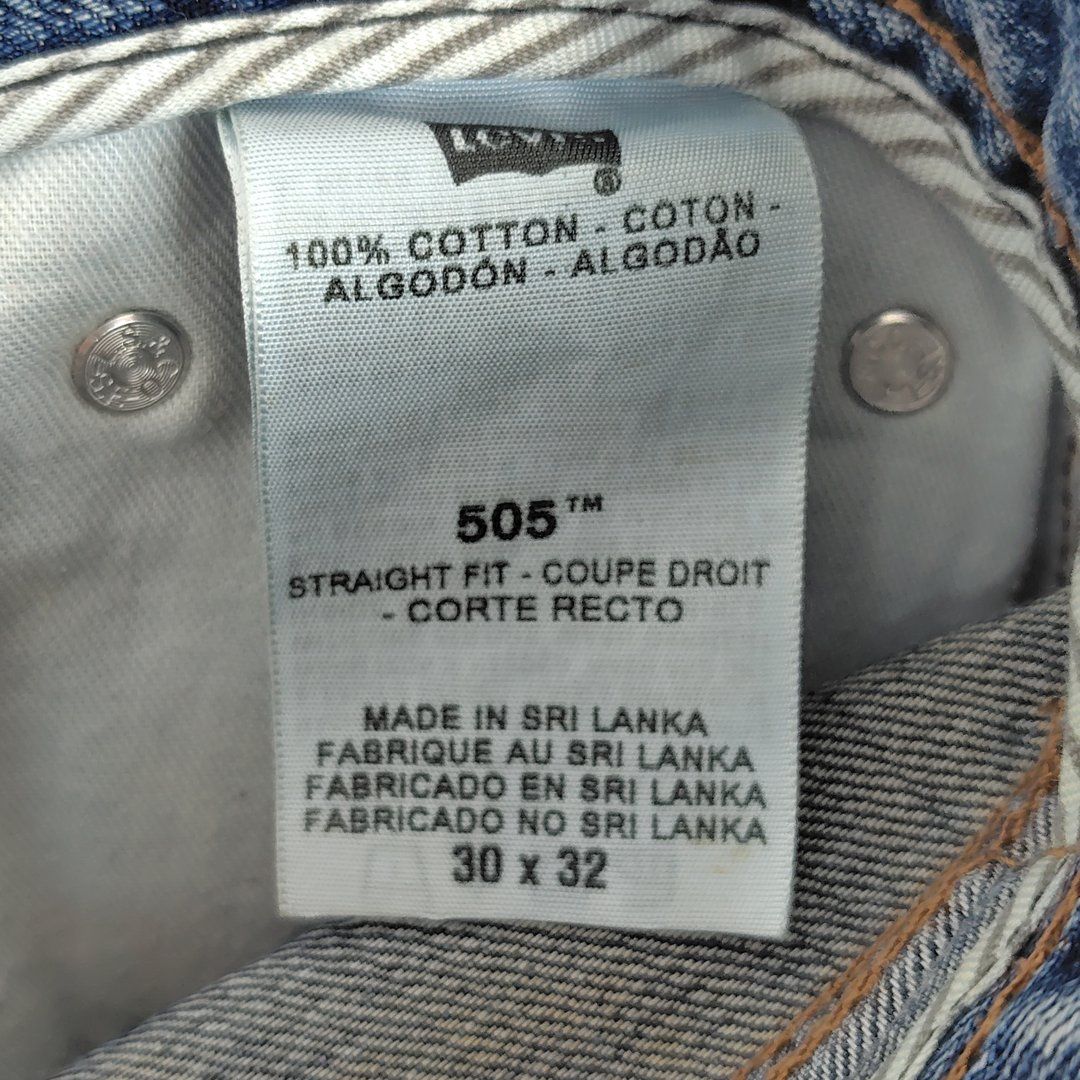 LEVI'S
®
100% COTTON - COTON -
ALGODÓN - ALGODÃO
505™
STRAIGHT FIT - COUPE DROIT
- CORTE RECTO
MADE IN SRI LANKA
FABRIQUE AU SRI LANKA
FABRICADO EN SRI LANKA
FABRICADO NO SRI LANKA
30 x 32